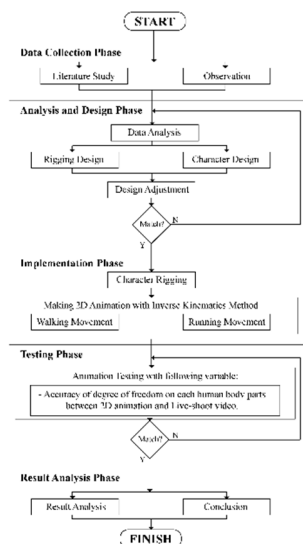 START
Data Collection Phase
Literature Study
Observation
Analysis and Design Phase
Data Analysis
Rigging Design
Character Design
Design Adjustment
Match?
N
Y
Implementation Phase
Character Rigging
Making 2D Animation with Inverse Kinematics Method
Walking Movement
Running Movement
Testing Phase
Animation Testing with following variable:
- Accuracy of degree of freedom on each human body parts
between 2D animation and Live-shoot video.
Match?
N
Y
Result Analysis Phase
Result Analysis
Conclusion
FINISH